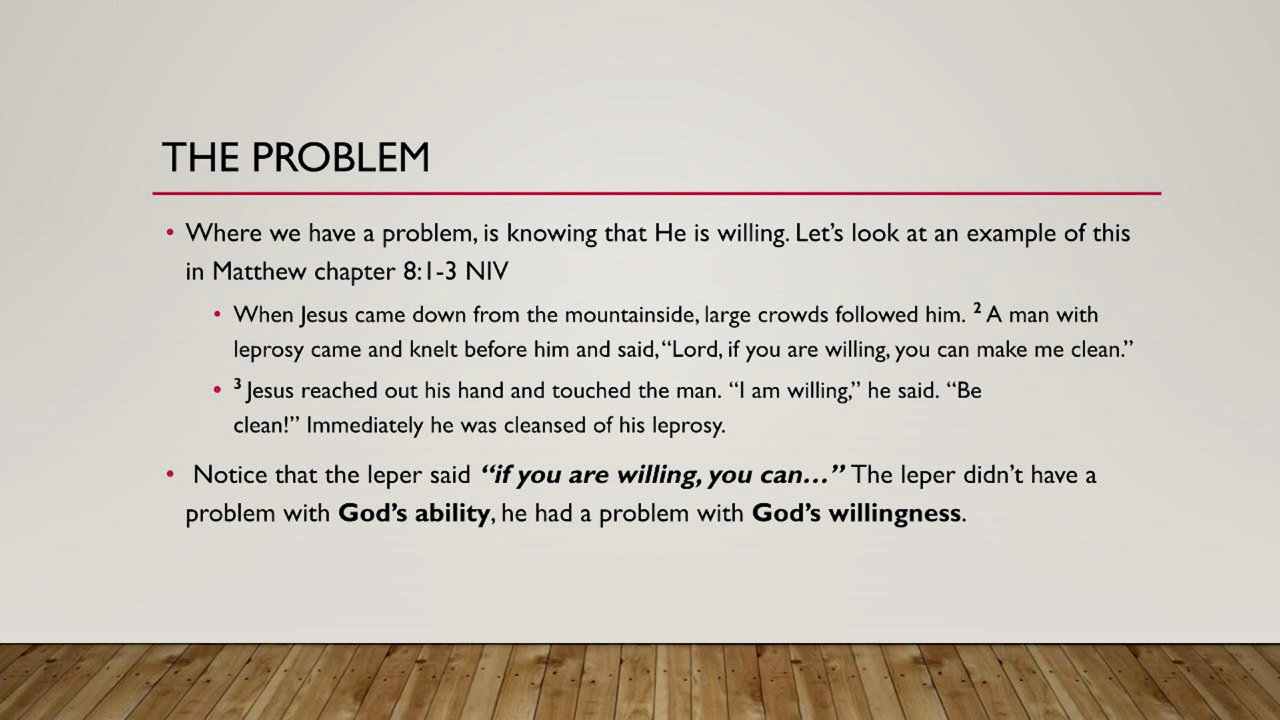 THE PROBLEM
• Where we have a problem, is knowing that He is willing. Let’s look at an example of this
in Matthew chapter 8:1-3 NIV
• When Jesus came down from the mountainside, large crowds followed him. ² A man with
leprosy came and knelt before him and said, “Lord, if you are willing, you can make me clean.”
• ³ Jesus reached out his hand and touched the man. “I am willing,” he said. “Be
clean!” Immediately he was cleansed of his leprosy.
• Notice that the leper said “if you are willing, you can…” The leper didn’t have a
problem with God’s ability, he had a problem with God’s willingness.